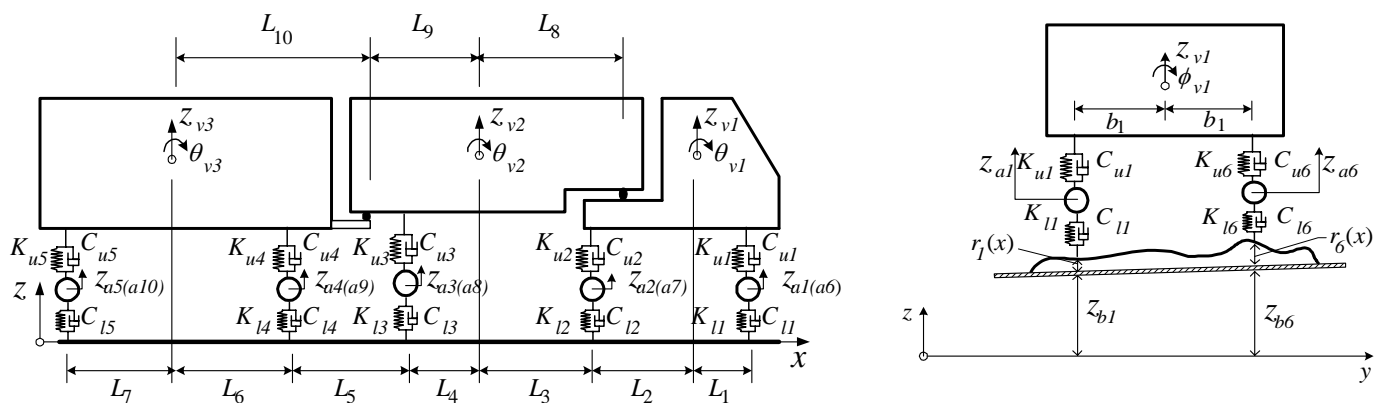 L10 L9 L8
zv3 zv2 zv1
θv3 θv2 θv1
Ku5 Cu5 Ku4 Cu4 Ku3 Cu3 Ku2 Cu2 Ku1 Cu1
z za5(a10) za4(a9) za3(a8) za2(a7) za1(a6)
Cl5 Kl4 Cl4 Kl3 Cl3 Kl2 Cl2 Kl1 Cl1
x
L7 L6 L5 L4 L3 L2 L1
zv1
ϕv1
b1 b1
za1 Ku1 Cu1 Ku6 Cu6 za6
Kl1 Cl1 Kl6 Cl6
r1(x) r6(x)
zb1 zb6
z
y